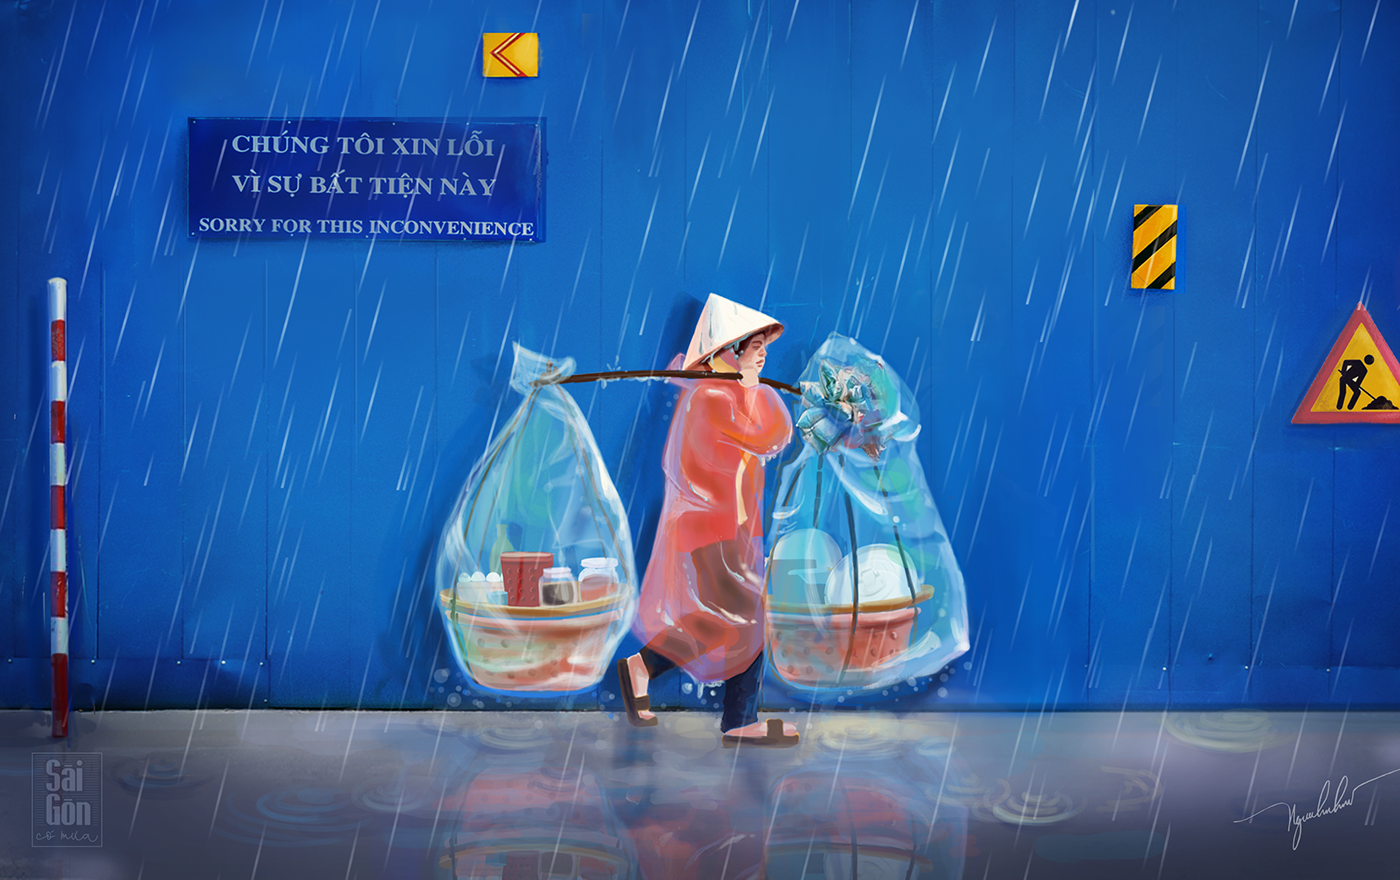 CHÚNG TÔI XIN LỖI
VÌ SỰ BẤT TIỆN NÀY
SORRY FOR THIS INCONVENIENCE
Sài
Gòn
có mưa